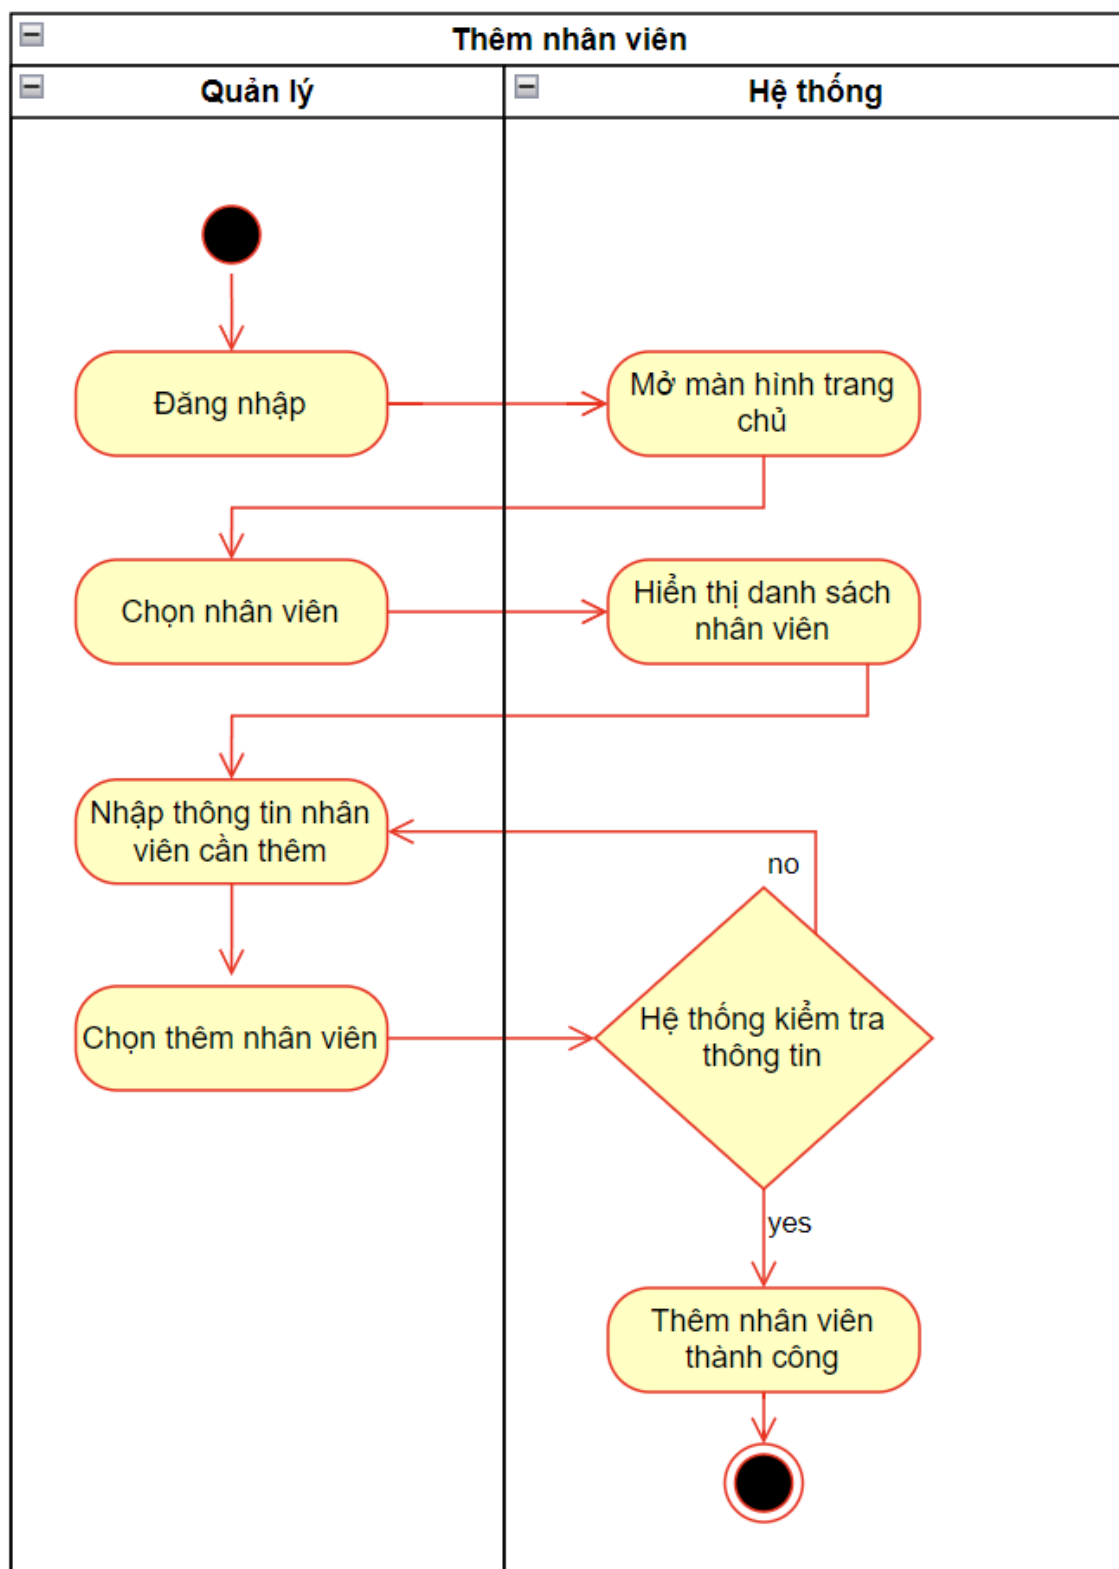 Thêm nhân viên
Quản lý
Hệ thống
Đăng nhập
Mở màn hình trang
chủ
Chọn nhân viên
Hiển thị danh sách
nhân viên
Nhập thông tin nhân
viên cần thêm
no
Chọn thêm nhân viên
Hệ thống kiểm tra
thông tin
yes
Thêm nhân viên
thành công